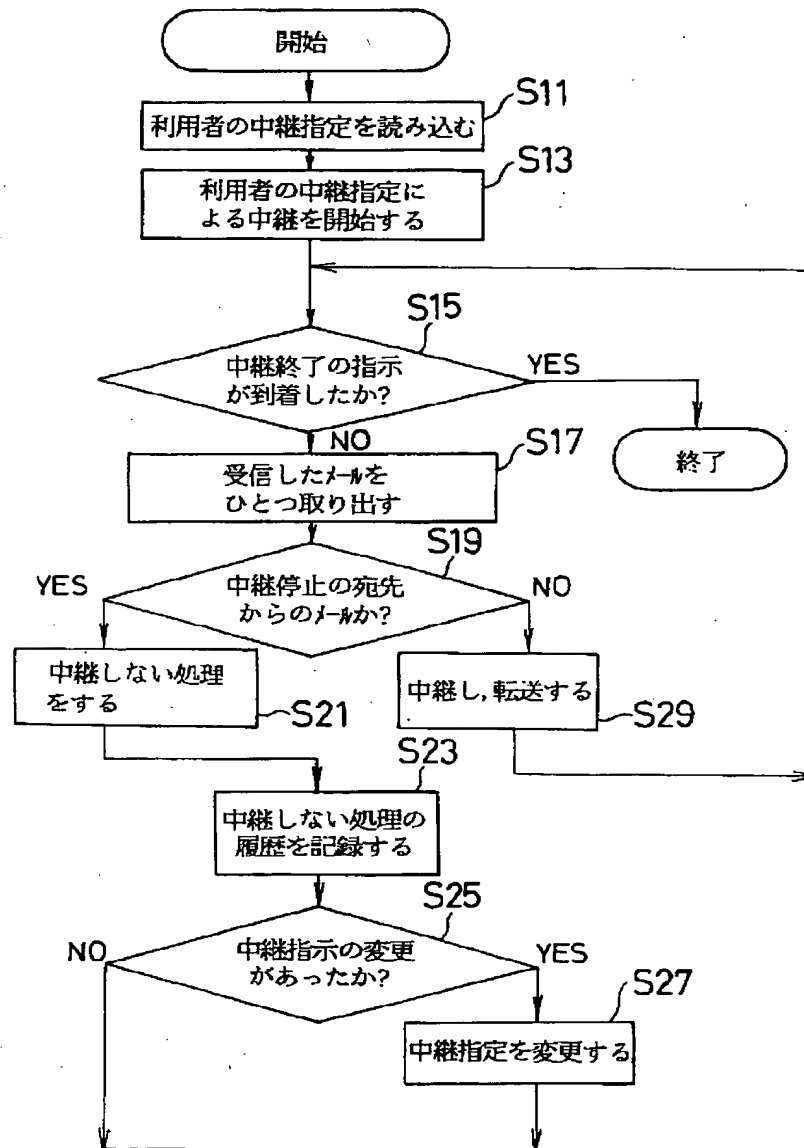 開始
S11
利用者の中継指定を読み込む
S13
利用者の中継指定に
よる中継を開始する
S15
中継終了の指示
が到着したか?
YES
NO
終了
S17
受信したメールを
ひとつ取り出す
S19
中継停止の宛先
からのメールか?
YES
NO
中継しない処理
をする
S21
中継し,転送する
S29
S23
中継しない処理の
履歴を記録する
S25
中継指示の変更
があったか?
NO
YES
S27
中継指定を変更する